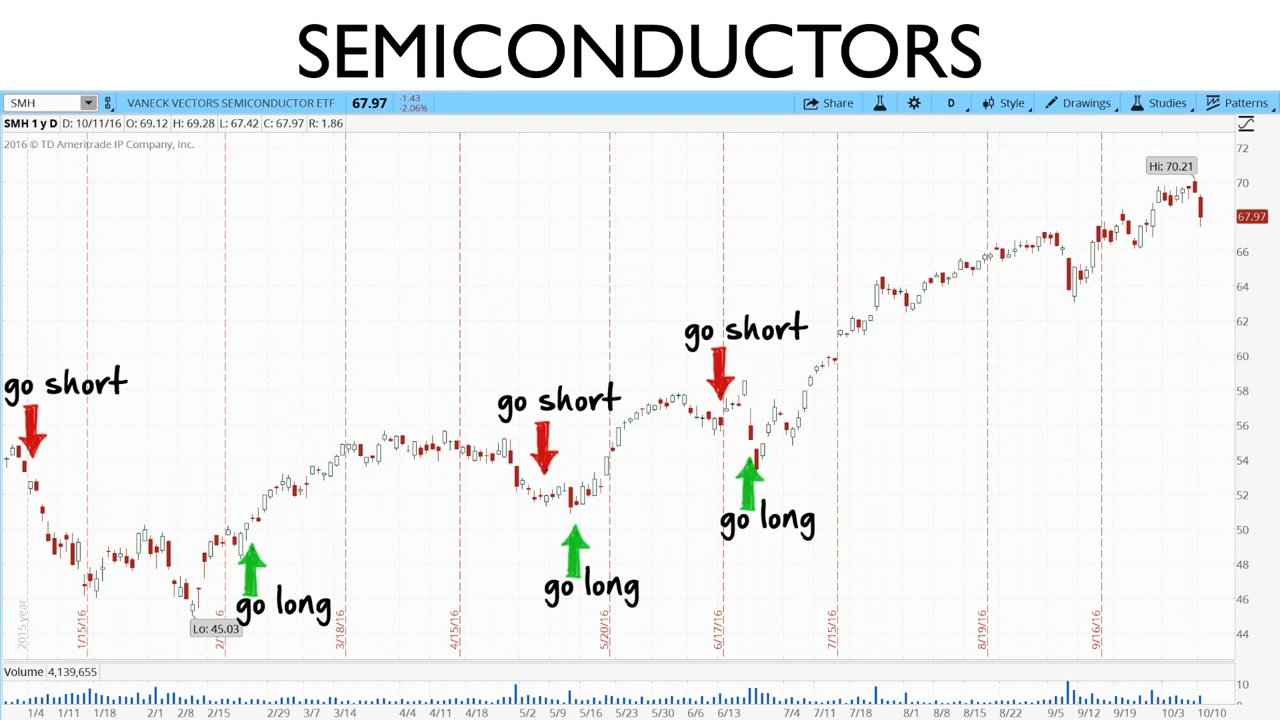 SEMICONDUCTORS
SMH VANECK VECTORS SEMICONDUCTOR ETF 67.97 -1.43 -2.06% Share D Style Drawings Studies Patterns
SMH 1 y D D: 10/11/16 O: 69.12 H: 69.28 L: 67.42 C: 67.97 R: 1.86
2016 © TD Ameritrade IP Company, Inc.
72
Hi: 70.21
70
67.97
66
64
62
go short
60
go short
58
go short
56
54
52
go long
50
48
go long
46
go long
Lo: 45.03
44
2015 year
1/15/16
2/ 6
3/18/16
4/15/16
5/20/16
6/17/16
7/15/16
8/19/16
9/16/16
Volume 4,139,655
10
0
1/4 1/11 1/18 2/1 2/8 2/15 2/29 3/7 3/14 4/4 4/11 4/18 5/2 5/9 5/16 5/23 5/30 6/6 6/13 7/4 7/11 7/18 8/1 8/8 8/15 8/22 9/5 9/12 9/19 10/3 10/10